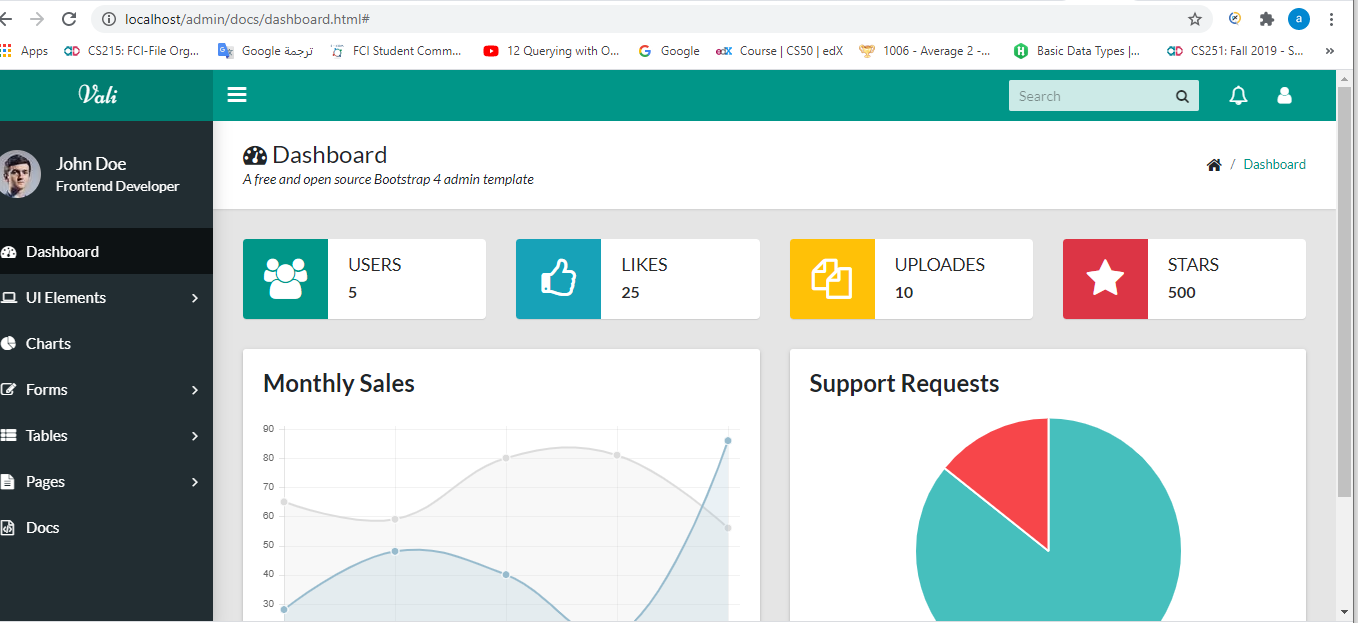 localhost/admin/docs/dashboard.html#
a
Apps
CS215: FCI-File Org...
Google ترجمة
FCI Student Comm...
12 Querying with O...
Google
edX Course | CS50 | edX
1006 - Average 2 -...
Basic Data Types |...
CS251: Fall 2019 - S...
»
Vali
Search
John Doe
Frontend Developer
Dashboard
A free and open source Bootstrap 4 admin template
/ Dashboard
Dashboard
UI Elements
Charts
Forms
Tables
Pages
Docs
USERS
5
LIKES
25
UPLOADES
10
STARS
500
Monthly Sales
90
80
70
60
50
40
30
Support Requests